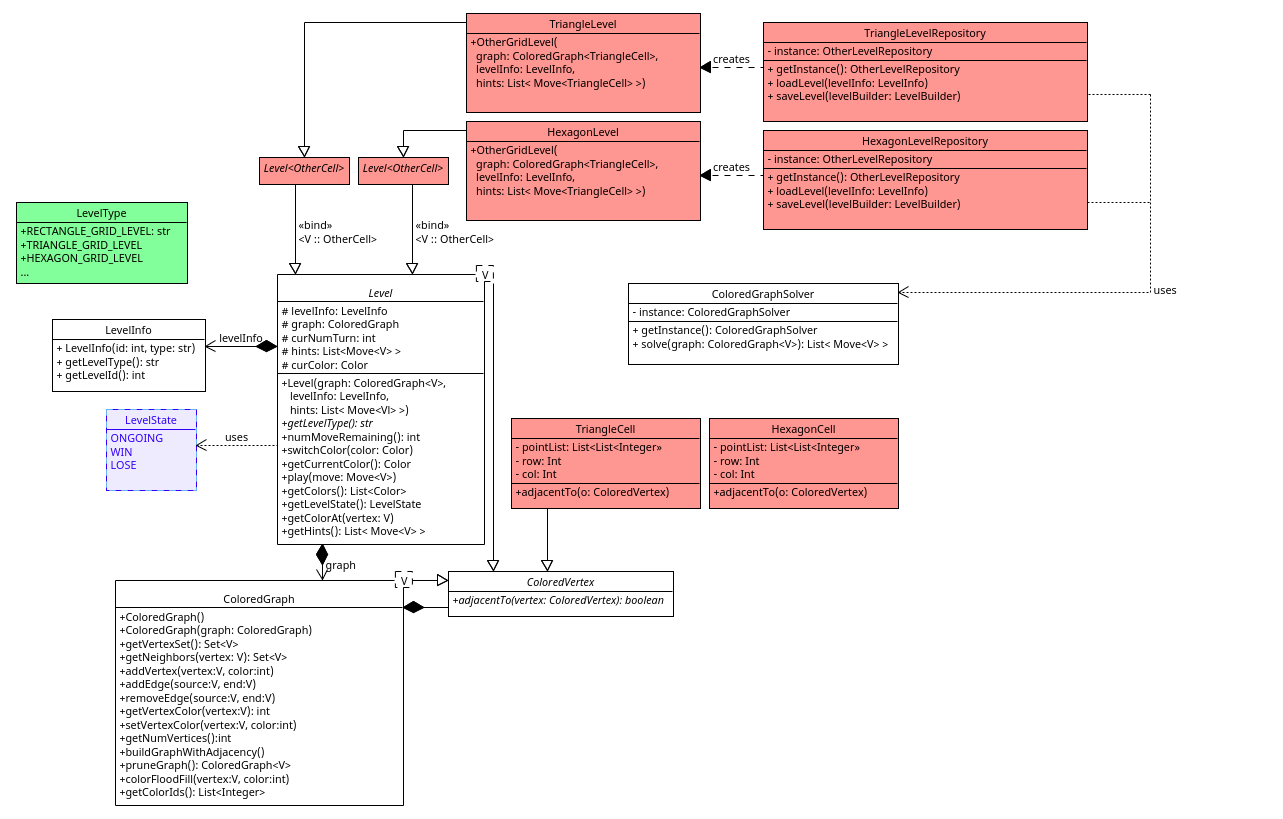 TriangleLevel
+OtherGridLevel(
graph: ColoredGraph<TriangleCell>,
levelInfo: LevelInfo,
hints: List< Move<TriangleCell> >)
TriangleLevelRepository
- instance: OtherLevelRepository
+ getInstance(): OtherLevelRepository
+ loadLevel(levelInfo: LevelInfo)
+ saveLevel(levelBuilder: LevelBuilder)
creates
HexagonLevel
+OtherGridLevel(
graph: ColoredGraph<TriangleCell>,
levelInfo: LevelInfo,
hints: List< Move<TriangleCell> >)
HexagonLevelRepository
- instance: OtherLevelRepository
+ getInstance(): OtherLevelRepository
+ loadLevel(levelInfo: LevelInfo)
+ saveLevel(levelBuilder: LevelBuilder)
creates
Level<OtherCell>
Level<OtherCell>
«bind»
<V :: OtherCell>
«bind»
<V :: OtherCell>
LevelType
+RECTANGLE_GRID_LEVEL: str
+TRIANGLE_GRID_LEVEL
+HEXAGON_GRID_LEVEL
...
V
Level
# levelInfo: LevelInfo
# graph: ColoredGraph
# curNumTurn: int
# hints: List<Move<V> >
# curColor: Color
+Level(graph: ColoredGraph<V>,
levelInfo: LevelInfo,
hints: List< Move<Vl> >)
+getLevelType(): str
+numMoveRemaining(): int
+switchColor(color: Color)
+getCurrentColor(): Color
+play(move: Move<V>)
+getColors(): List<Color>
+getLevelState(): LevelState
+getColorAt(vertex: V)
+getHints(): List< Move<V> >
ColoredGraphSolver
- instance: ColoredGraphSolver
+ getInstance(): ColoredGraphSolver
+ solve(graph: ColoredGraph<V>): List< Move<V> >
uses
LevelInfo
+ LevelInfo(id: int, type: str)
+ getLevelType(): str
+ getLevelId(): int
levelInfo
LevelState
ONGOING
WIN
LOSE
uses
TriangleCell
- pointList: List<List<Integer»
- row: Int
- col: Int
+adjacentTo(o: ColoredVertex)
HexagonCell
- pointList: List<List<Integer»
- row: Int
- col: Int
+adjacentTo(o: ColoredVertex)
graph
V
ColoredGraph
+ColoredGraph()
+ColoredGraph(graph: ColoredGraph)
+getVertexSet(): Set<V>
+getNeighbors(vertex: V): Set<V>
+addVertex(vertex:V, color:int)
+addEdge(source:V, end:V)
+removeEdge(source:V, end:V)
+getVertexColor(vertex:V): int
+setVertexColor(vertex:V, color:int)
+getNumVertices():int
+buildGraphWithAdjacency()
+pruneGraph(): ColoredGraph<V>
+colorFloodFill(vertex:V, color:int)
+getColorIds(): List<Integer>
ColoredVertex
+adjacentTo(vertex: ColoredVertex): boolean